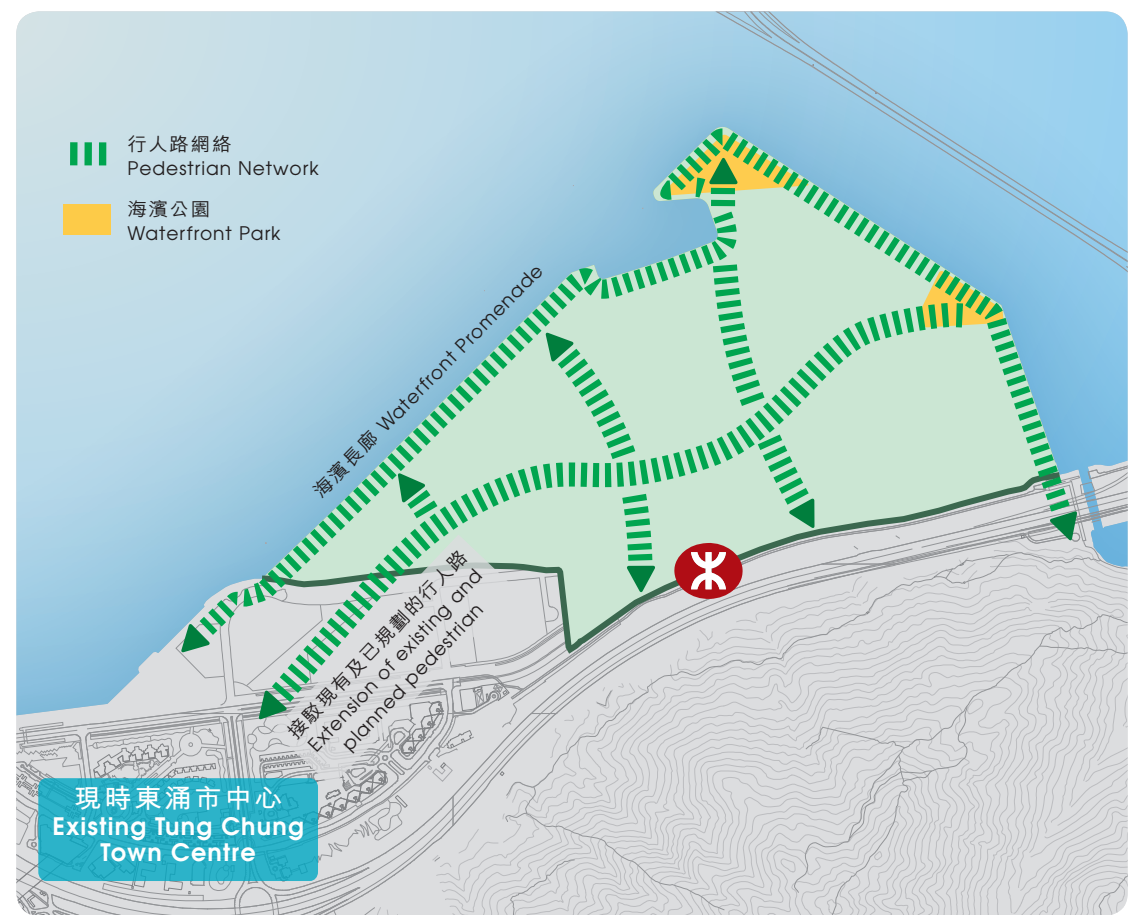 行人路網絡
Pedestrian Network
海濱公園
Waterfront Park
海濱長廊 Waterfront Promenade
接駁現有及已規劃的行人路
Extension of existing and
planned pedestrian
現時東涌市中心
Existing Tung Chung
Town Centre